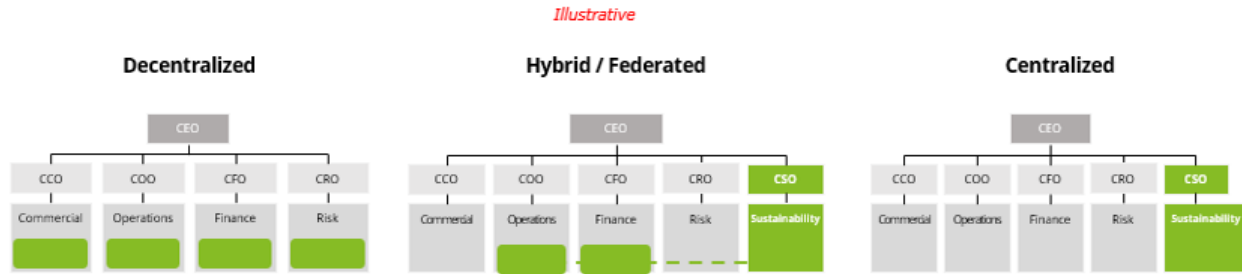 Illustrative
Decentralized
Hybrid / Federated
Centralized
CEO
CEO
CEO
CCO
COO
CFO
CRO
CCO
COO
CFO
CRO
CSO
CCO
COO
CFO
CRO
CSO
Commercial
Operations
Finance
Risk
Commercial
Operations
Finance
Risk
Sustainability
Commercial
Operations
Finance
Risk
Sustainability